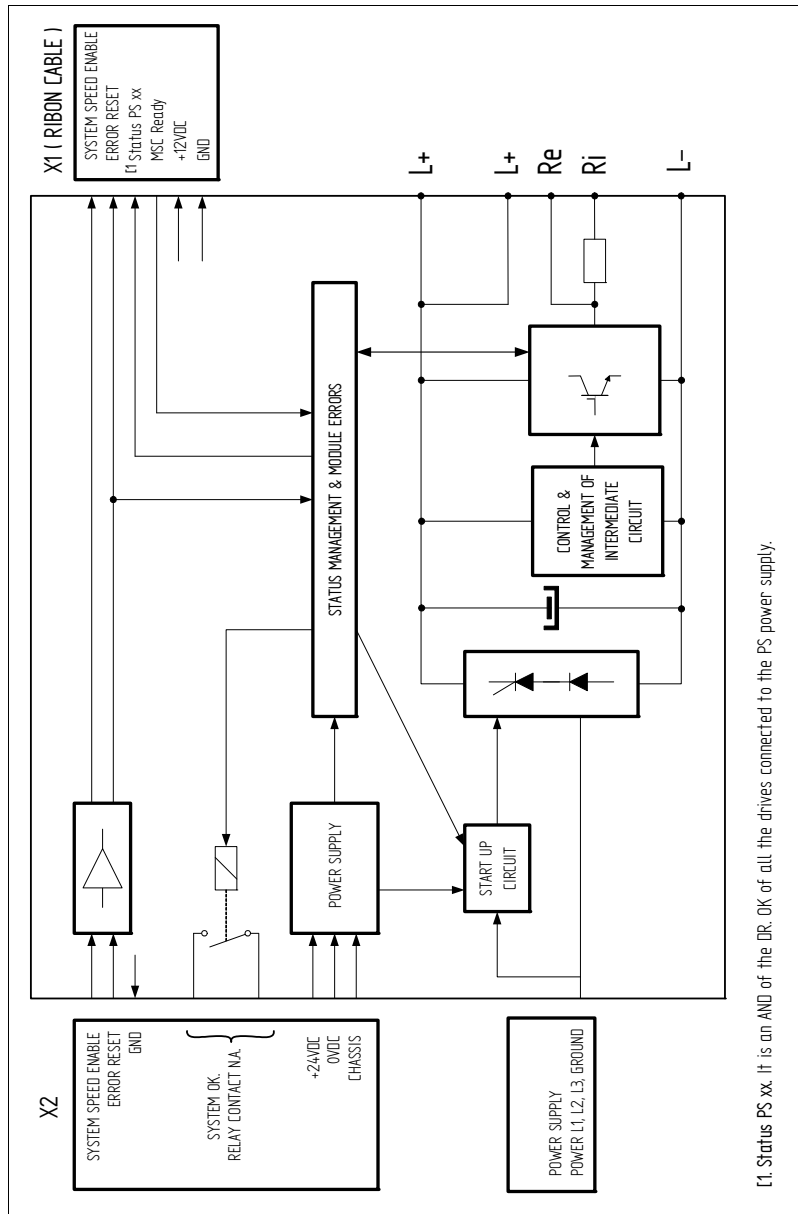 X2
SYSTEM SPEED ENABLE
ERROR RESET
GND
SYSTEM OK.
RELAY CONTACT N.A.
+24VDC
0VDC
CHASSIS
POWER SUPPLY
POWER L1, L2, L3, GROUND
POWER SUPPLY
START UP
CIRCUIT
STATUS MANAGEMENT & MODULE ERRORS
CONTROL &
MANAGEMENT OF
INTERMEDIATE
CIRCUIT
X1 ( RIBON CABLE )
SYSTEM SPEED ENABLE
ERROR RESET
[1 Status PS xx
MSC Ready
+12VDC
GND
L+
L+
Re
Ri
L-
[1. Status PS xx. It is an AND of the DR. OK of all the drives connected to the PS power supply.